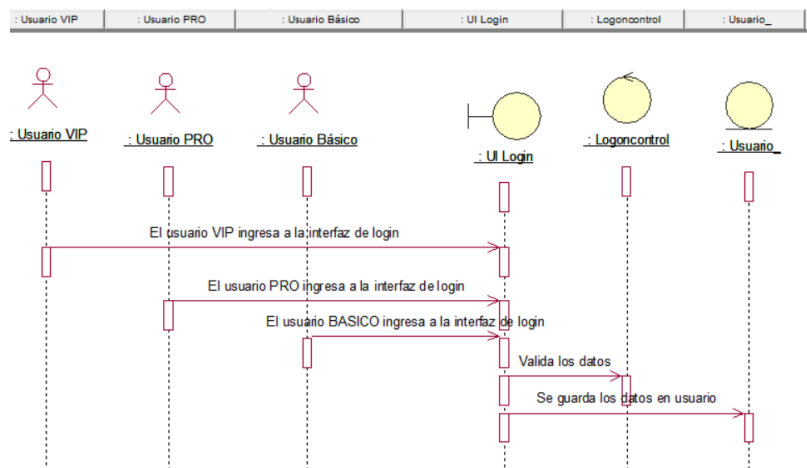 : Usuario VIP
: Usuario PRO
: Usuario Básico
: UI Login
: Logoncontrol
: Usuario_
: Usuario VIP
: Usuario PRO
: Usuario Básico
: UI Login
: Logoncontrol
: Usuario_
El usuario VIP ingresa a la interfaz de login
El usuario PRO ingresa a la interfaz de login
El usuario BASICO ingresa a la interfaz de login
Valida los datos
Se guarda los datos en usuario